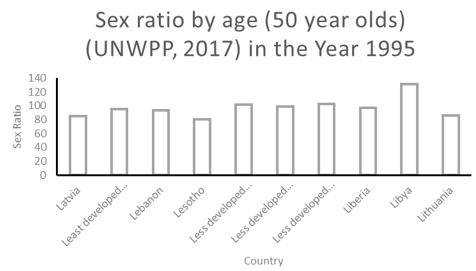 Sex ratio by age (50 year olds)
(UNWPP, 2017) in the Year 1995
140
120
100
80
60
40
20
0
Sex Ratio
Latvia
Least developed...
Lebanon
Lesotho
Less developed...
Less developed...
Less developed...
Liberia
Libya
Lithuania
Country